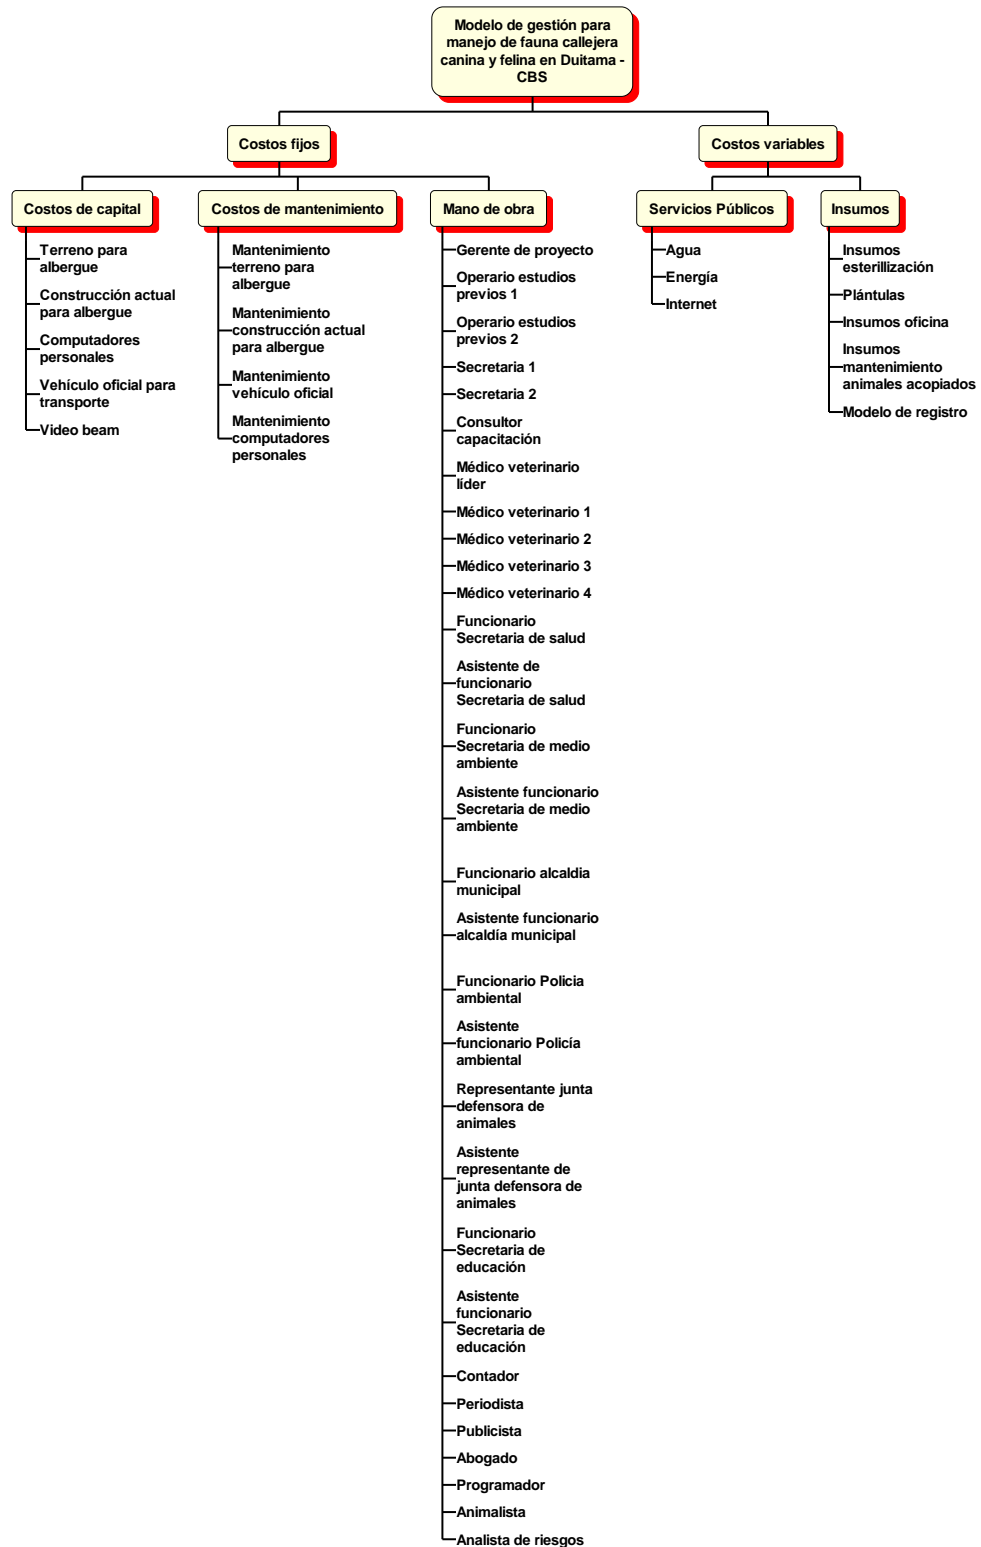 Modelo de gestión para
manejo de fauna callejera
canina y felina en Duitama -
CBS
Costos fijos
Costos variables
Costos de capital
Costos de mantenimiento
Mano de obra
Servicios Públicos
Insumos
Terreno para
albergue
Construcción actual
para albergue
Computadores
personales
Vehículo oficial para
transporte
Video beam
Mantenimiento
terreno para
albergue
Mantenimiento
construcción actual
para albergue
Mantenimiento
vehículo oficial
Mantenimiento
computadores
personales
Gerente de proyecto
Operario estudios
previos 1
Operario estudios
previos 2
Secretaria 1
Secretaria 2
Consultor
capacitación
Médico veterinario
líder
Médico veterinario 1
Médico veterinario 2
Médico veterinario 3
Médico veterinario 4
Funcionario
Secretaria de salud
Asistente de
funcionario
Secretaria de salud
Funcionario
Secretaria de medio
ambiente
Asistente funcionario
Secretaria de medio
ambiente
Funcionario alcaldia
municipal
Asistente funcionario
alcaldía municipal
Funcionario Policia
ambiental
Asistente
funcionario Policía
ambiental
Representante junta
defensora de
animales
Asistente
representante de
junta defensora de
animales
Funcionario
Secretaria de
educación
Asistente
funcionario
Secretaria de
educación
Contador
Periodista
Publicista
Abogado
Programador
Animalista
Analista de riesgos
Agua
Energía
Internet
Insumos
esterillización
Plántulas
Insumos oficina
Insumos
mantenimiento
animales acopiados
Modelo de registro